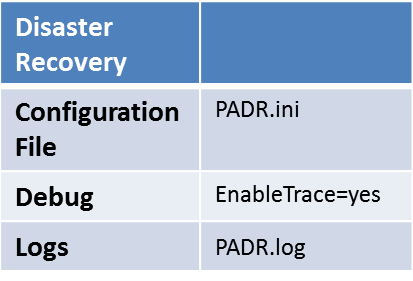 Disaster
Recovery
Configuration
File
PADR.ini
Debug
EnableTrace=yes
Logs
PADR.log